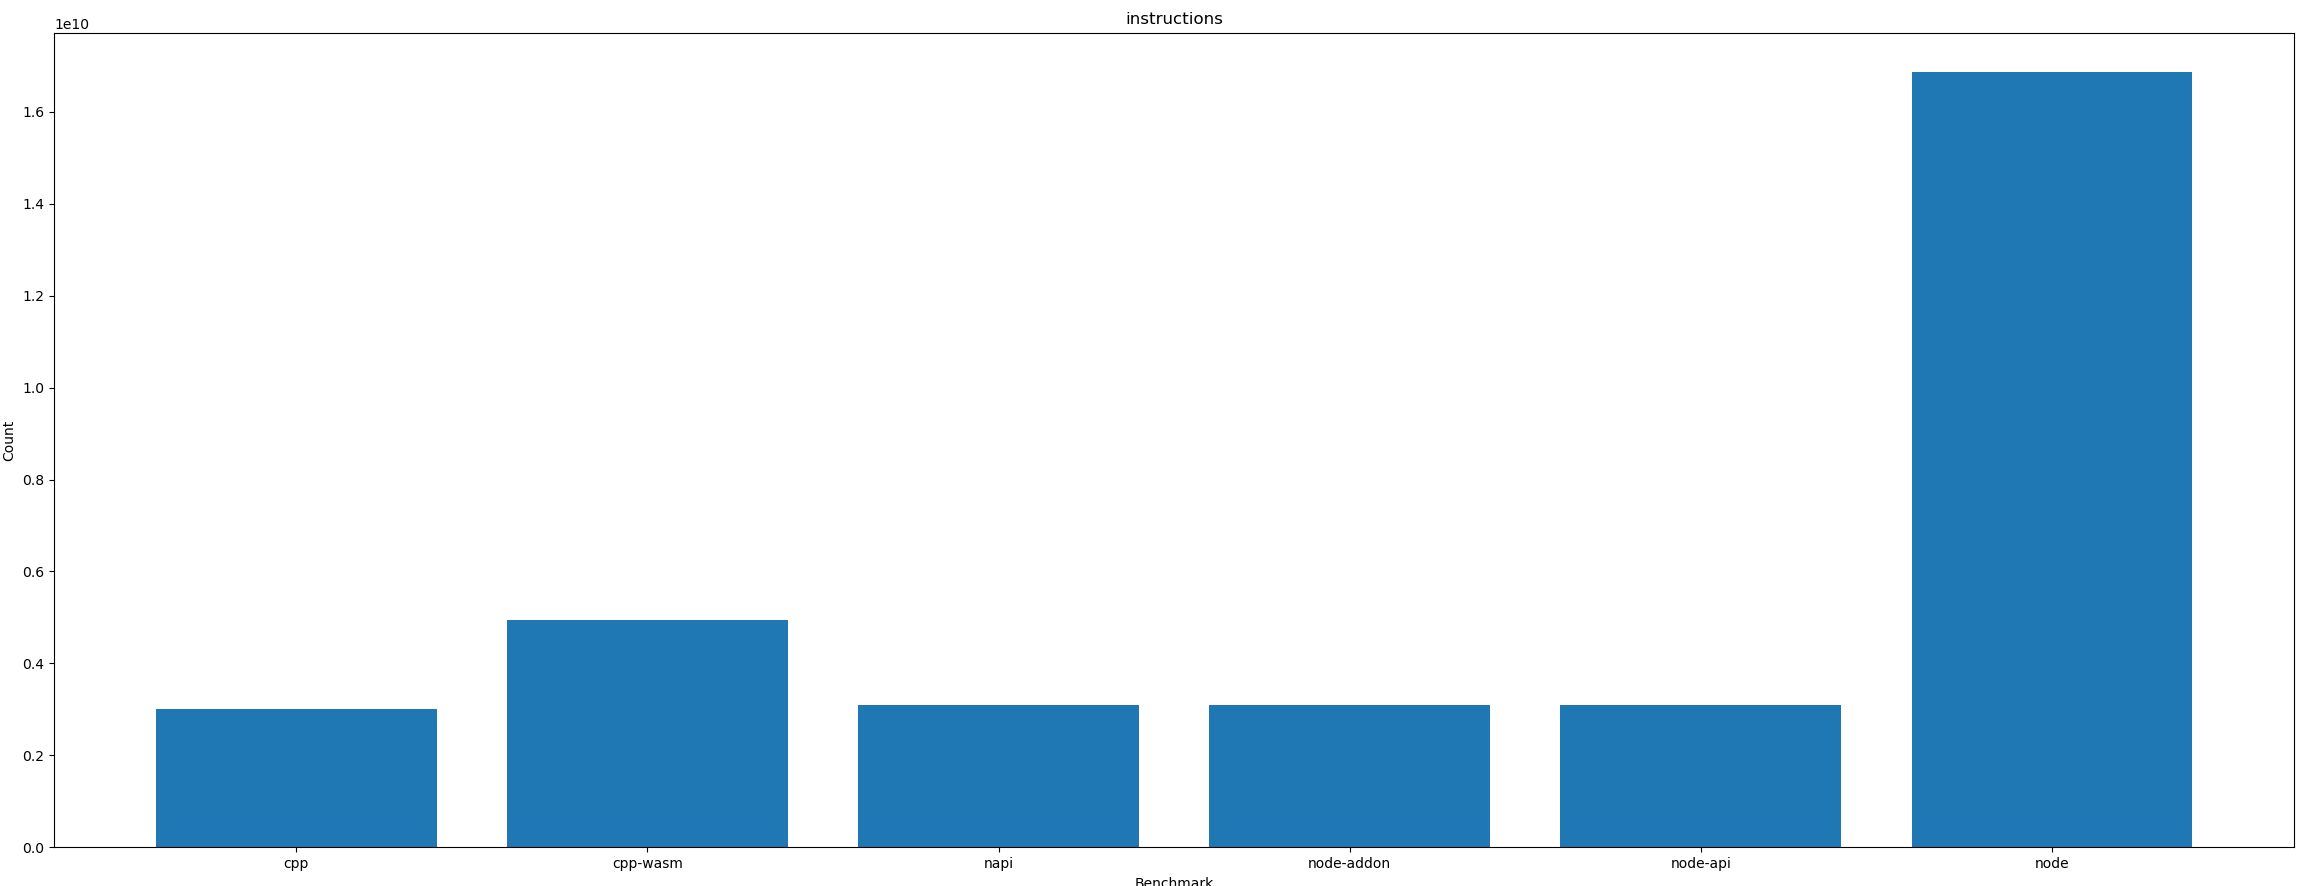 instructions
1e10
1.6
1.4
1.2
1.0
0.8
0.6
0.4
0.2
0.0
Count
cpp cpp-wasm napi node-addon node-api node
Benchmark